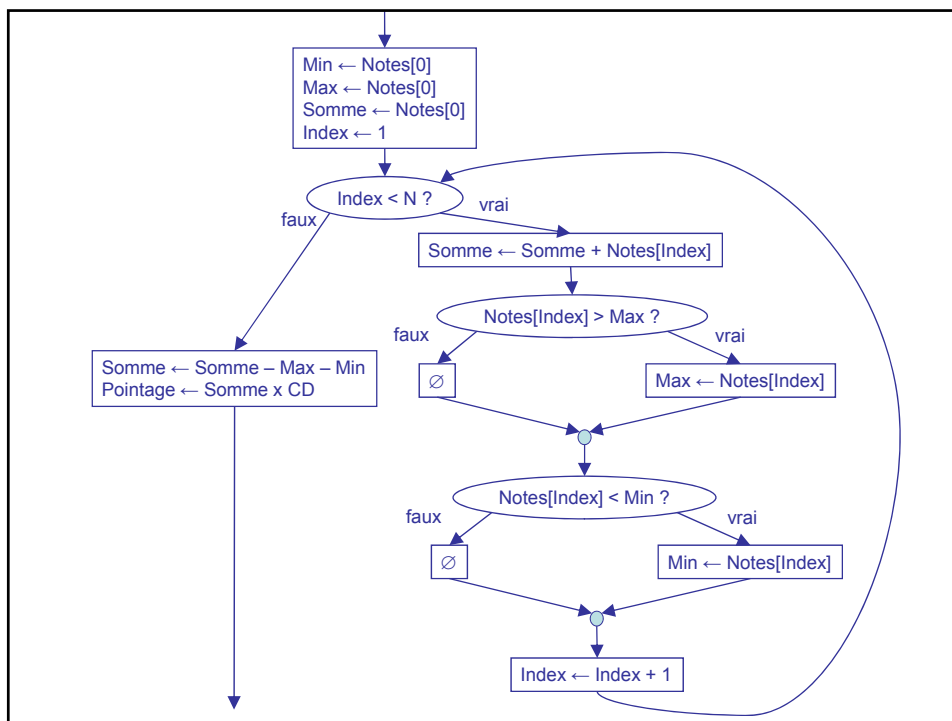 Min ← Notes[0]
Max ← Notes[0]
Somme ← Notes[0]
Index ← 1
Index < N ?
faux
vrai
Somme ← Somme + Notes[Index]
Notes[Index] > Max ?
faux
vrai
Somme ← Somme – Max – Min
Pointage ← Somme x CD
∅
Max ← Notes[Index]
Notes[Index] < Min ?
faux
vrai
∅
Min ← Notes[Index]
Index ← Index + 1